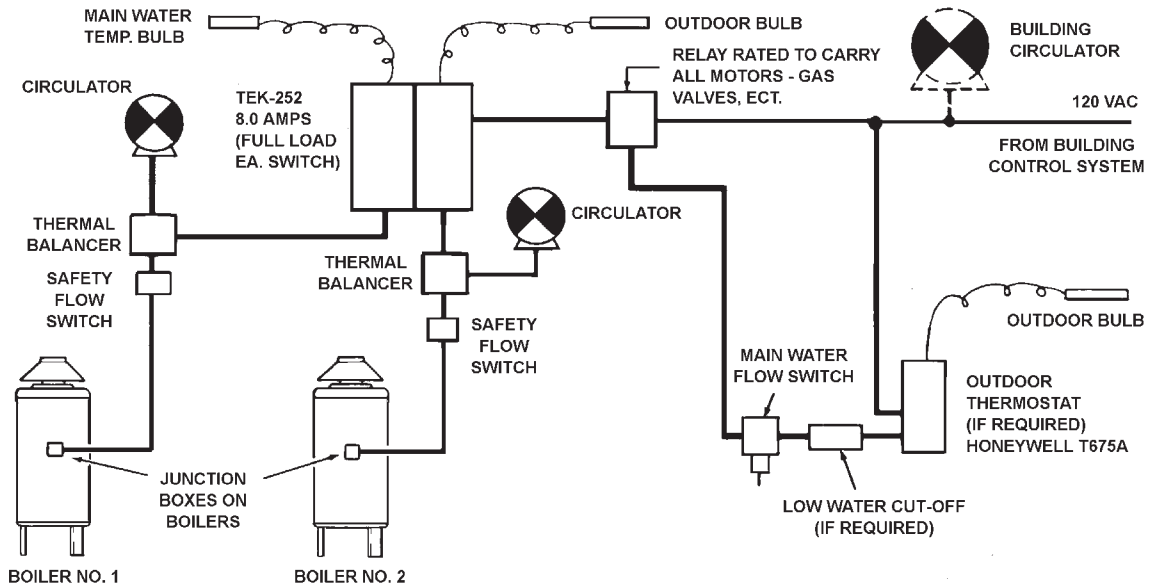 MAIN WATER
TEMP. BULB
OUTDOOR BULB
BUILDING
CIRCULATOR
RELAY RATED TO CARRY
ALL MOTORS - GAS
VALVES, ECT.
CIRCULATOR
TEK-252
8.0 AMPS
(FULL LOAD
EA. SWITCH)
120 VAC
FROM BUILDING
CONTROL SYSTEM
THERMAL
BALANCER
CIRCULATOR
THERMAL
BALANCER
SAFETY
FLOW
SWITCH
SAFETY
FLOW
SWITCH
OUTDOOR BULB
MAIN WATER
FLOW SWITCH
OUTDOOR
THERMOSTAT
(IF REQUIRED)
HONEYWELL T675A
JUNCTION
BOXES ON
BOILERS
LOW WATER CUT-OFF
(IF REQUIRED)
BOILER NO. 1
BOILER NO. 2